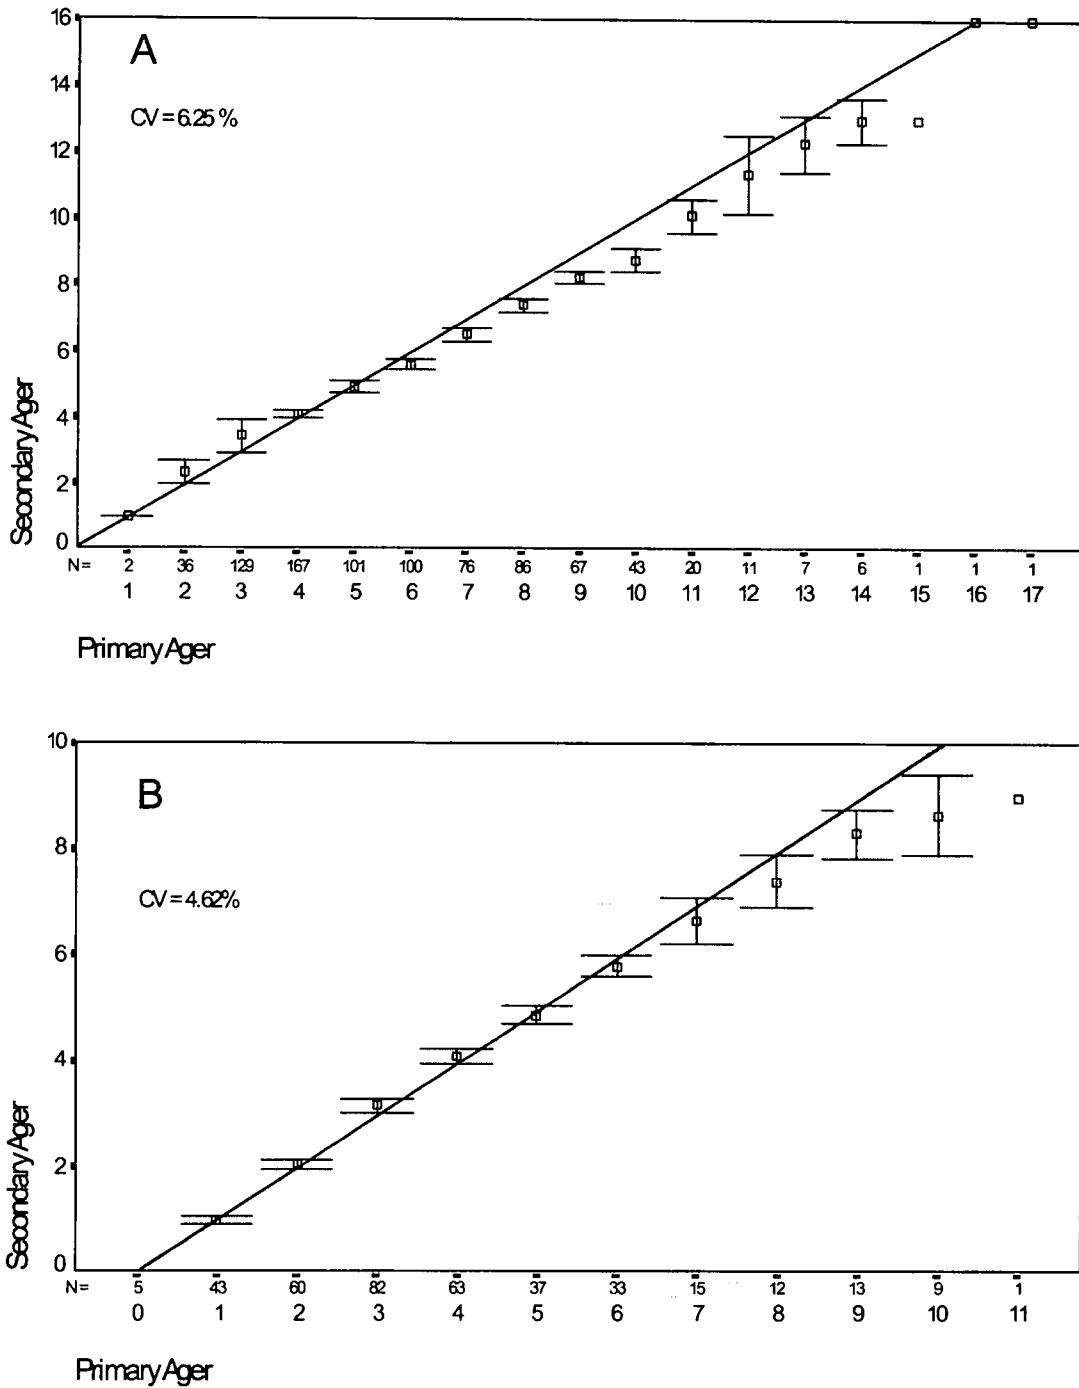 16
A
14
CV = 6.25 %
12
10
8
6
4
2
0
Secondary Ager
N = 2 36 129 167 101 100 76 86 67 43 20 11 7 6 1 1 1
1 2 3 4 5 6 7 8 9 10 11 12 13 14 15 16 17
Primary Ager
10
B
8
CV = 4.62%
6
4
2
0
Secondary Ager
N = 5 43 60 82 63 37 33 15 12 13 9 1
0 1 2 3 4 5 6 7 8 9 10 11
Primary Ager